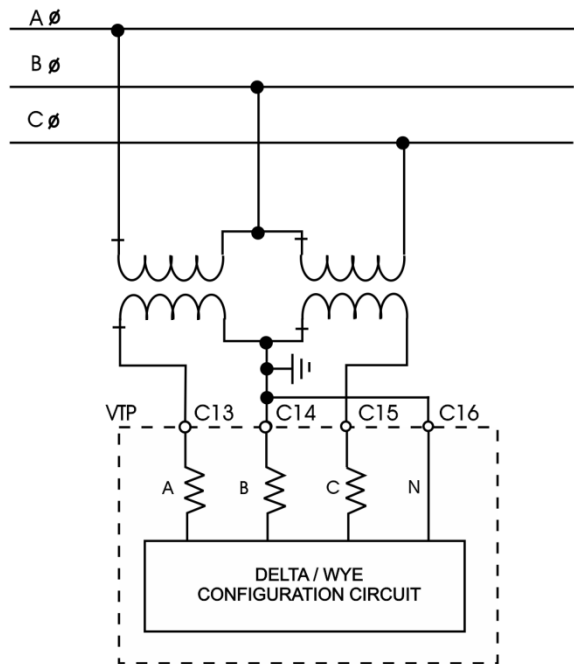 A ø
B ø
C ø
VTP C13 C14 C15 C16
A B C N
DELTA / WYE
CONFIGURATION CIRCUIT